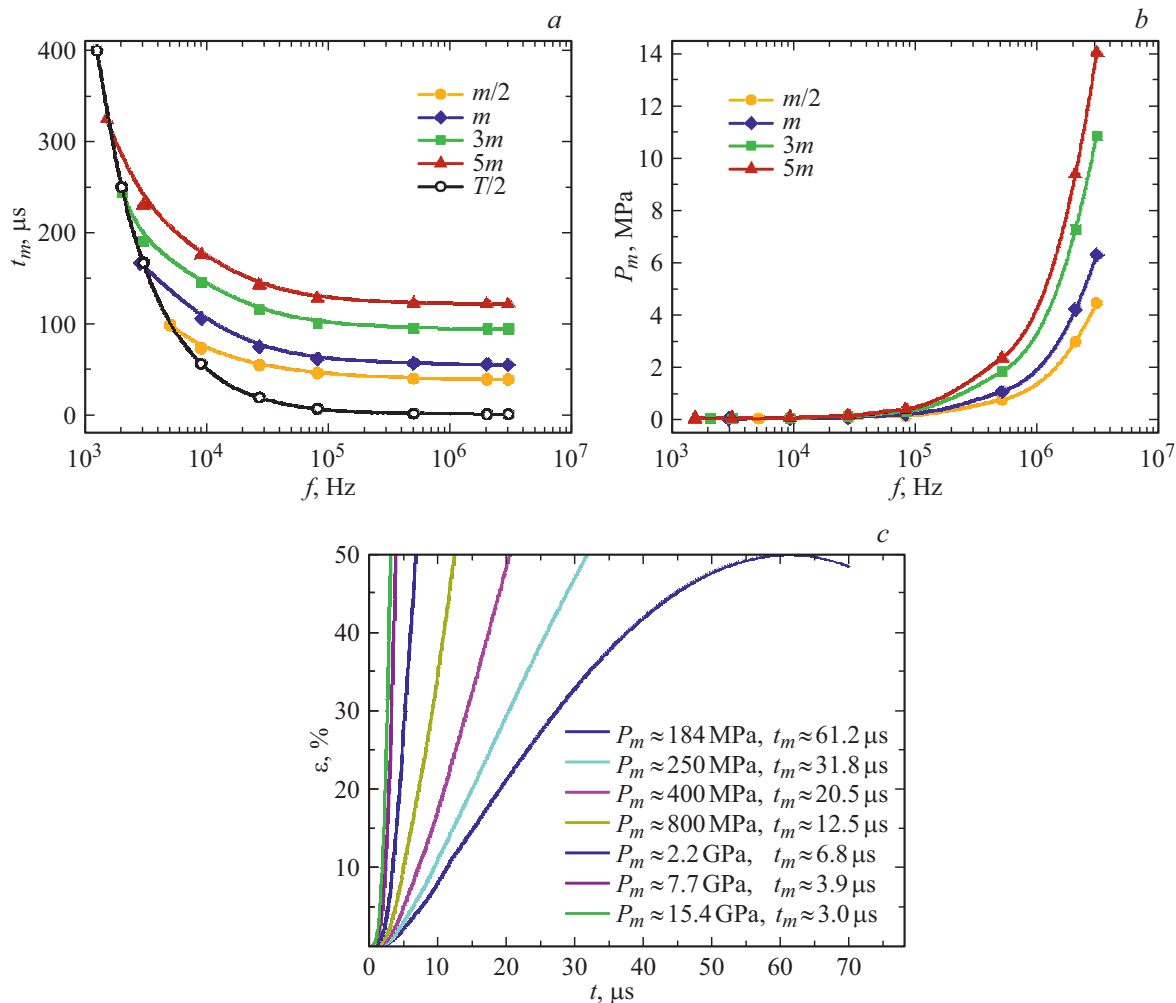 a
400
300
200
100
0
t_m, μs
m/2
m
3m
5m
T/2
10^3 10^4 10^5 10^6 10^7
f, Hz
b
14
12
10
8
6
4
2
1
0
P_m, MPa
m/2
m
3m
5m
10^3 10^4 10^5 10^6 10^7
f, Hz
c
50
40
30
20
10
ε, %
P_m ≈ 184 MPa, t_m ≈ 61.2 μs
P_m ≈ 250 MPa, t_m ≈ 31.8 μs
P_m ≈ 400 MPa, t_m ≈ 20.5 μs
P_m ≈ 800 MPa, t_m ≈ 12.5 μs
P_m ≈ 2.2 GPa, t_m ≈ 6.8 μs
P_m ≈ 7.7 GPa, t_m ≈ 3.9 μs
P_m ≈ 15.4 GPa, t_m ≈ 3.0 μs
0 10 20 30 40 50 60 70
t, μs